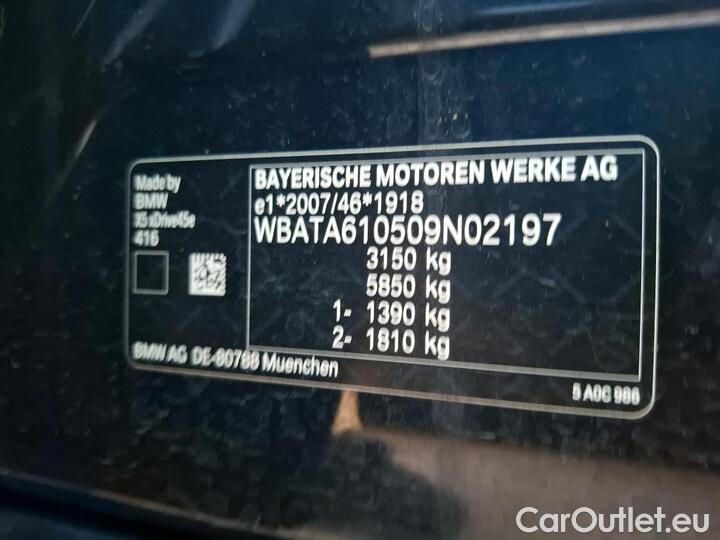 Made by
BMW
X5 xDrive45e
416
BAYERISCHE MOTOREN WERKE AG
e1*2007/46*1918
WBATA610509N02197
3150 kg
5850 kg
1- 1390 kg
2- 1810 kg
BMW AG DE-80788 Muenchen
5 A0C 986
CarOutlet.eu